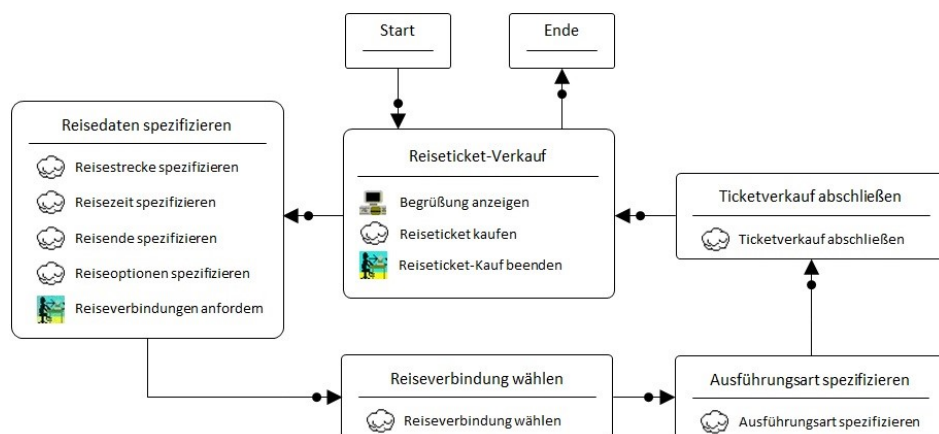 Start
Ende
Reisedaten spezifizieren
Reisestrecke spezifizieren
Reisezeit spezifizieren
Reisende spezifizieren
Reiseoptionen spezifizieren
Reiseverbindungen anfordern
Reiseticket-Verkauf
Begrüßung anzeigen
Reiseticket kaufen
Reiseticket-Kauf beenden
Ticketverkauf abschließen
Ticketverkauf abschließen
Reiseverbindung wählen
Reiseverbindung wählen
Ausführungsart spezifizieren
Ausführungsart spezifizieren